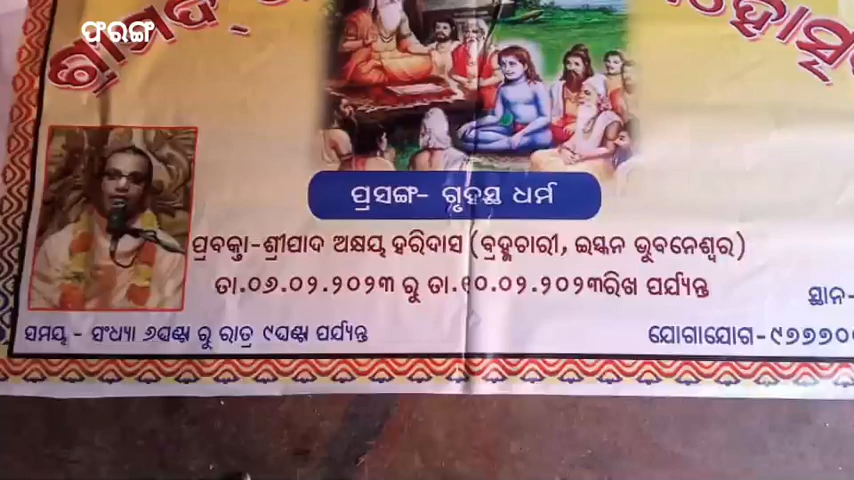 ଫରଙ୍ଗ
ପ୍ରସଙ୍ଗ- ଗୃହସ୍ଥ ଧର୍ମ
ପ୍ରବକ୍ତା-ଶ୍ରୀପାଦ ଅକ୍ଷୟ ହରିଦାସ (ବ୍ରହ୍ମଚାରୀ, ଇସ୍କନ ଭୁବନେଶ୍ୱର)
ତା.୦୬.୦୨.୨୦୨୩ ରୁ ତା.୧୦.୦୨.୨୦୨୩ରିଖ ପର୍ଯ୍ୟନ୍ତ
ସ୍ଥାନ-
ସମୟ - ସଂଧ୍ୟା ୬ଘଣ୍ଟା ରୁ ରାତ୍ର ୯ଘଣ୍ଟା ପର୍ଯ୍ୟନ୍ତ
ଯୋଗାଯୋଗ-୯୭୭୭୦